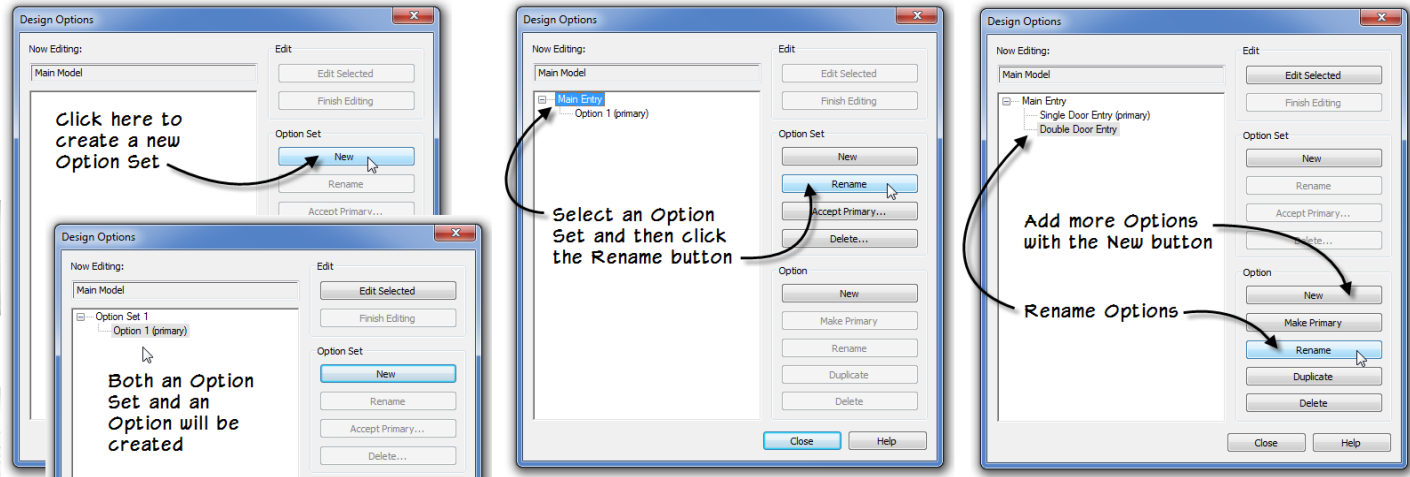 Design Options
Now Editing:
Main Model
Edit
Edit Selected
Finish Editing
Option Set
New
Rename
Accept Primary...
Click here to
create a new
Option Set
Design Options
Now Editing:
Main Model
Option Set 1
Option 1 (primary)
Edit
Edit Selected
Finish Editing
Option Set
New
Rename
Accept Primary...
Delete...
Both an Option
Set and an
Option will be
created
Design Options
Now Editing:
Main Model
Main Entry
Option 1 (primary)
Edit
Edit Selected
Finish Editing
Option Set
New
Rename
Accept Primary...
Delete...
Option
New
Make Primary
Rename
Duplicate
Delete
Close
Help
Select an Option
Set and then click
the Rename button
Design Options
Now Editing:
Main Model
Main Entry
Single Door Entry (primary)
Double Door Entry
Edit
Edit Selected
Finish Editing
Option Set
New
Rename
Accept Primary...
Delete...
Option
New
Make Primary
Rename
Duplicate
Delete
Close
Help
Add more Options
with the New button
Rename Options